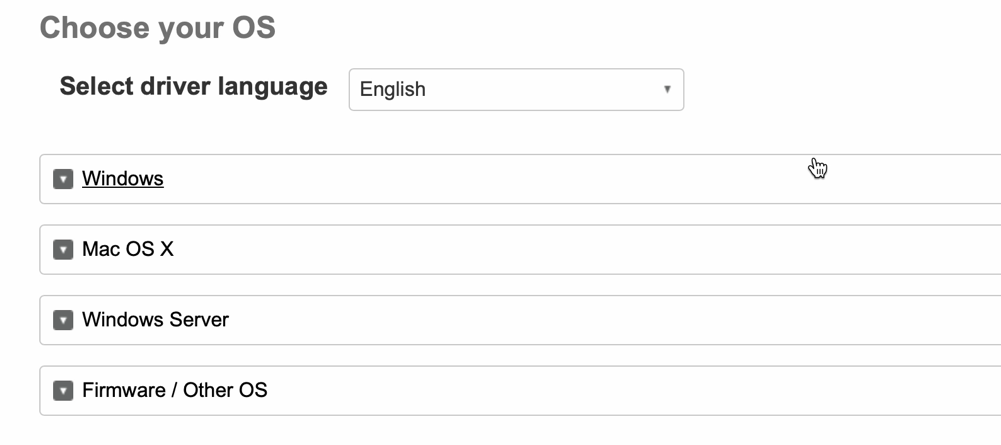 Choose your OS
Select driver language English
Windows
Mac OS X
Windows Server
Firmware / Other OS